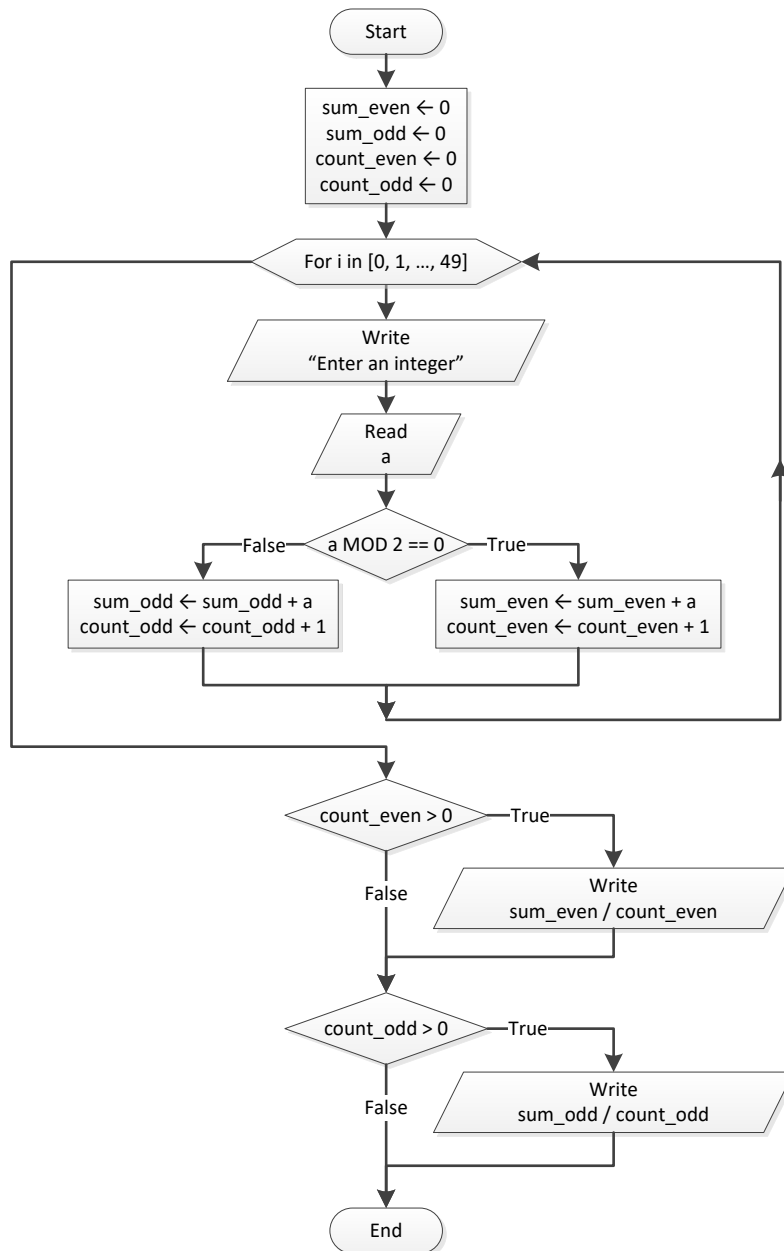 Start
sum_even ← 0
sum_odd ← 0
count_even ← 0
count_odd ← 0
For i in [0, 1, …, 49]
Write
“Enter an integer”
Read
a
a MOD 2 == 0
False
True
sum_odd ← sum_odd + a
count_odd ← count_odd + 1
sum_even ← sum_even + a
count_even ← count_even + 1
count_even > 0
True
False
Write
sum_even / count_even
count_odd > 0
True
False
Write
sum_odd / count_odd
End